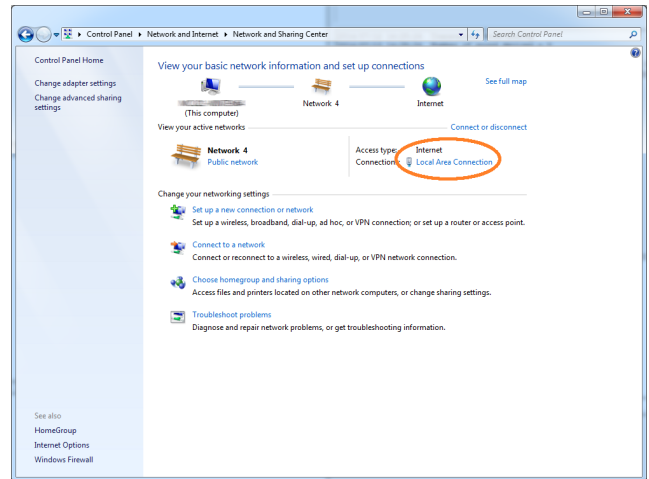 Control Panel ▸ Network and Internet ▸ Network and Sharing Center
Search Control Panel
Control Panel Home
Change adapter settings
Change advanced sharing
settings
View your basic network information and set up connections
See full map
(This computer)
Network 4
Internet
View your active networks
Connect or disconnect
Network 4
Public network
Access type:
Internet
Connections:
Local Area Connection
Change your networking settings
Set up a new connection or network
Set up a wireless, broadband, dial-up, ad hoc, or VPN connection; or set up a router or access point.
Connect to a network
Connect or reconnect to a wireless, wired, dial-up, or VPN network connection.
Choose homegroup and sharing options
Access files and printers located on other network computers, or change sharing settings.
Troubleshoot problems
Diagnose and repair network problems, or get troubleshooting information.
See also
HomeGroup
Internet Options
Windows Firewall